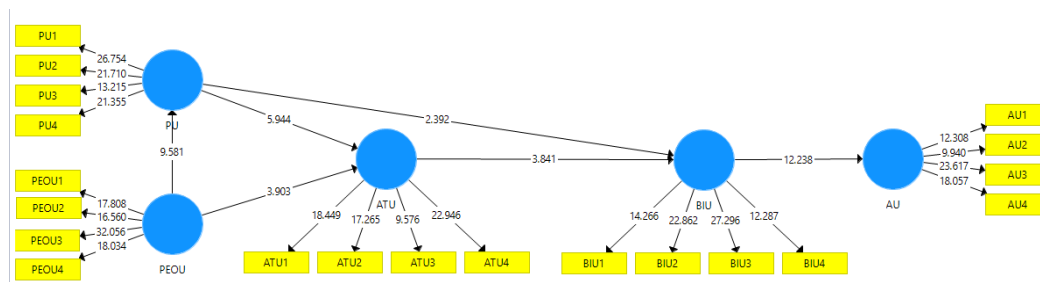 PU1
26.754
PU2
21.710
PU3
13.215
PU4
21.355
PU
9.581
5.944
2.392
PEOU1
17.808
PEOU2
16.560
PEOU3
32.056
PEOU4
18.034
PEOU
3.903
ATU
3.841
18.449
17.265
9.576
22.946
ATU1
ATU2
ATU3
ATU4
BIU
12.238
14.266
22.862
27.296
12.287
BIU1
BIU2
BIU3
BIU4
AU
12.308
AU1
9.940
AU2
23.617
AU3
18.057
AU4